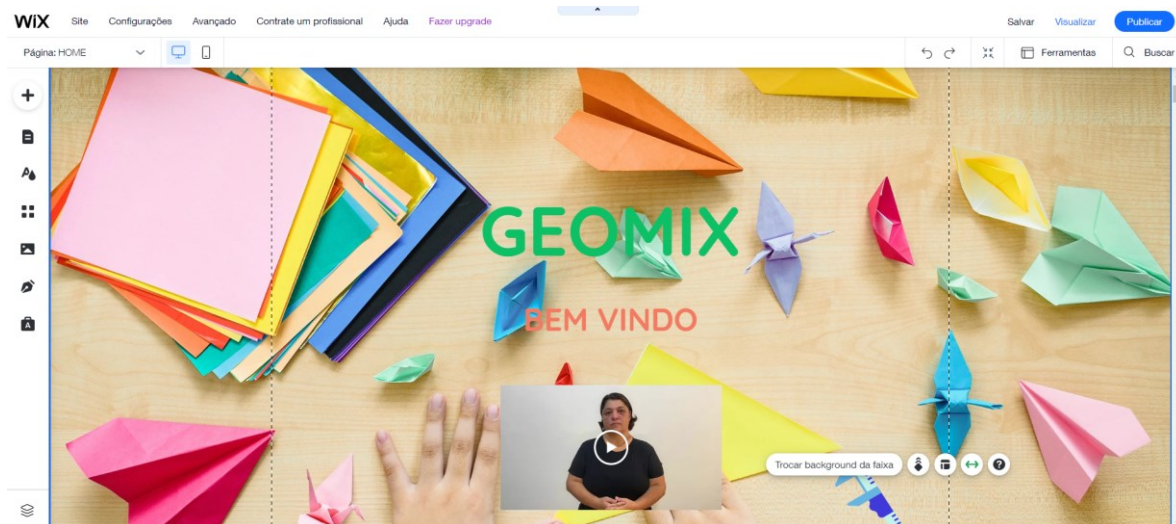 WiX Site Configurações Avançado Contrate um profissional Ajuda Fazer upgrade Salvar Visualizar Publicar
Página: HOME Ferramentas Buscar
GEOMIX
BEM VINDO
Trocar background da faixa